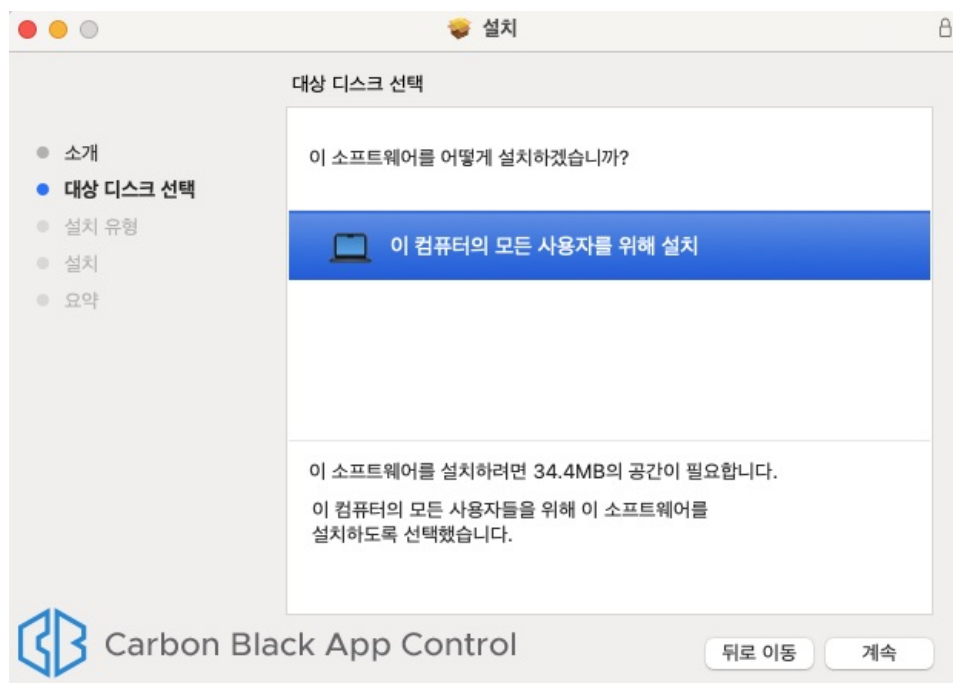 설치
대상 디스크 선택
소개
대상 디스크 선택
설치 유형
설치
요약
이 소프트웨어를 어떻게 설치하겠습니까?
이 컴퓨터의 모든 사용자를 위해 설치
이 소프트웨어를 설치하려면 34.4MB의 공간이 필요합니다.
이 컴퓨터의 모든 사용자들을 위해 이 소프트웨어를
설치하도록 선택했습니다.
Carbon Black App Control
뒤로 이동
계속